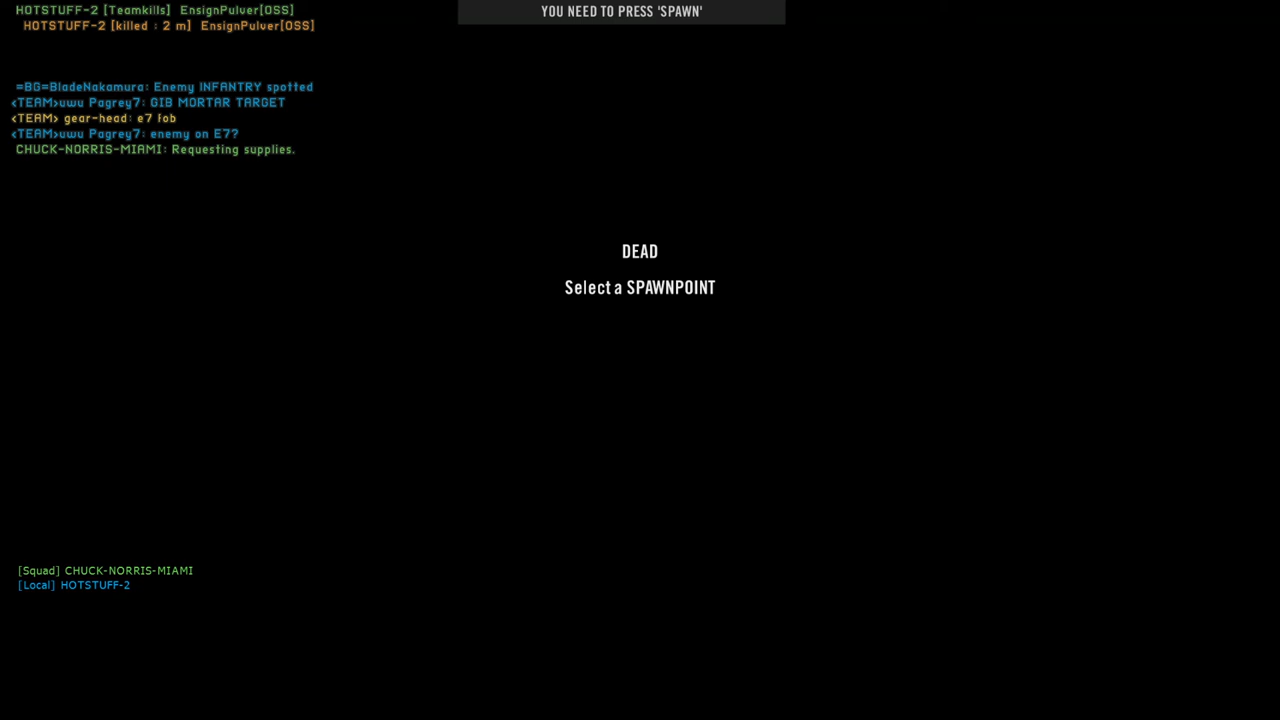 HOTSTUFF-2 [Teamkills] EnsignPulver[OSS]
HOTSTUFF-2 [killed : 2 m] EnsignPulver[OSS]
YOU NEED TO PRESS 'SPAWN'
=BG=BladeNakamura: Enemy INFANTRY spotted
<TEAM>uwu Pagrey7: GIB MORTAR TARGET
<TEAM> gear-head: e7 fob
<TEAM>uwu Pagrey7: enemy on E7?
CHUCK-NORRIS-MIAMI: Requesting supplies.
DEAD
Select a SPAWNPOINT
[Squad] CHUCK-NORRIS-MIAMI
[Local] HOTSTUFF-2